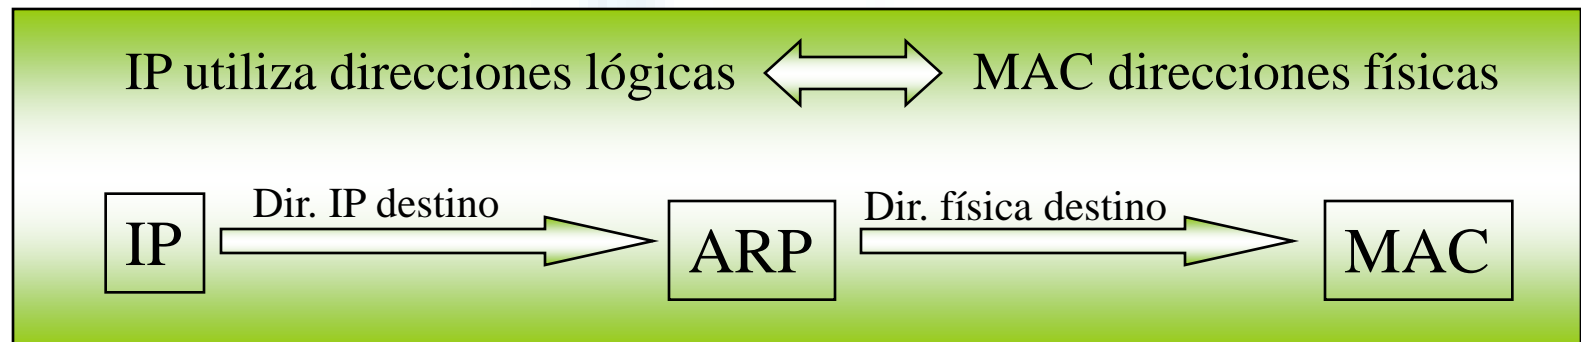 IP utiliza direcciones lógicas MAC direcciones físicas
Dir. IP destino Dir. física destino
IP ARP MAC